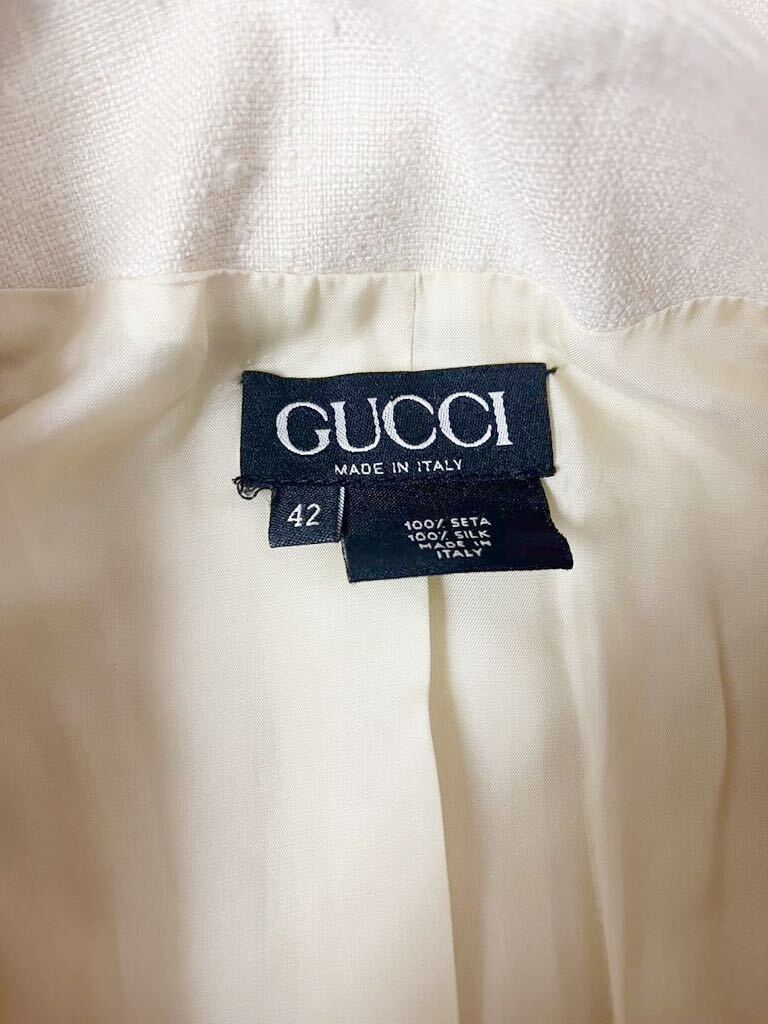 GUCCI
MADE IN ITALY
42
100% SETA
100% SILK
MADE IN
ITALY